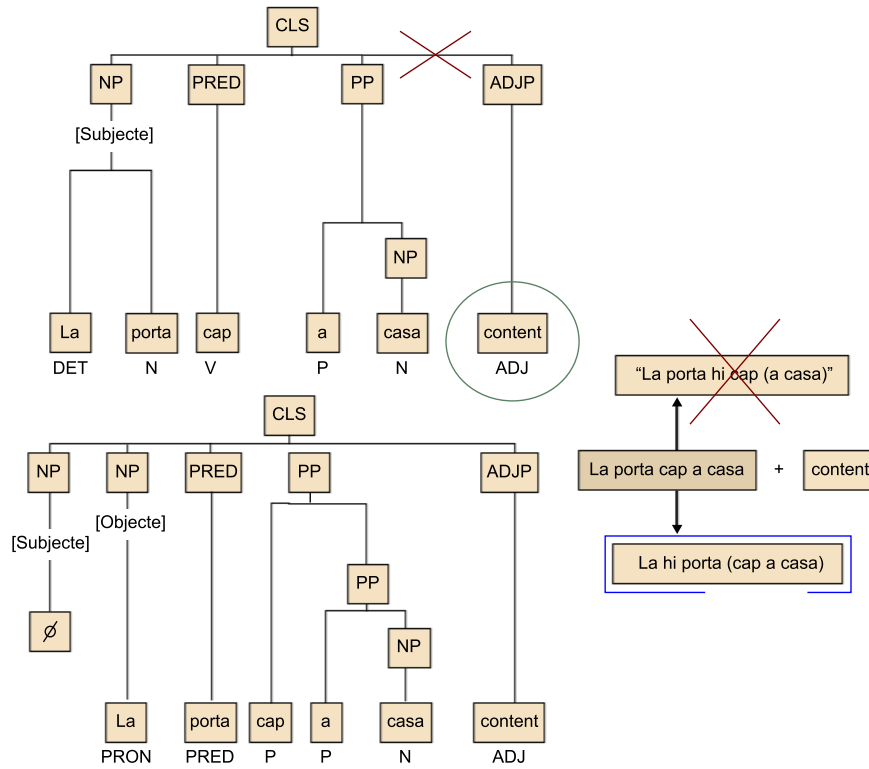 CLS
NP PRED PP ADJP
[Subjecte]
NP
La porta cap a casa content
DET N V P N ADJ
CLS
NP NP PRED PP ADJP
[Objecte]
[Subjecte]
PP
Ø
NP
La porta cap a casa content
PRON PRED P P N ADJ
“La porta hi cap (a casa)”
La porta cap a casa + content
La hi porta (cap a casa)